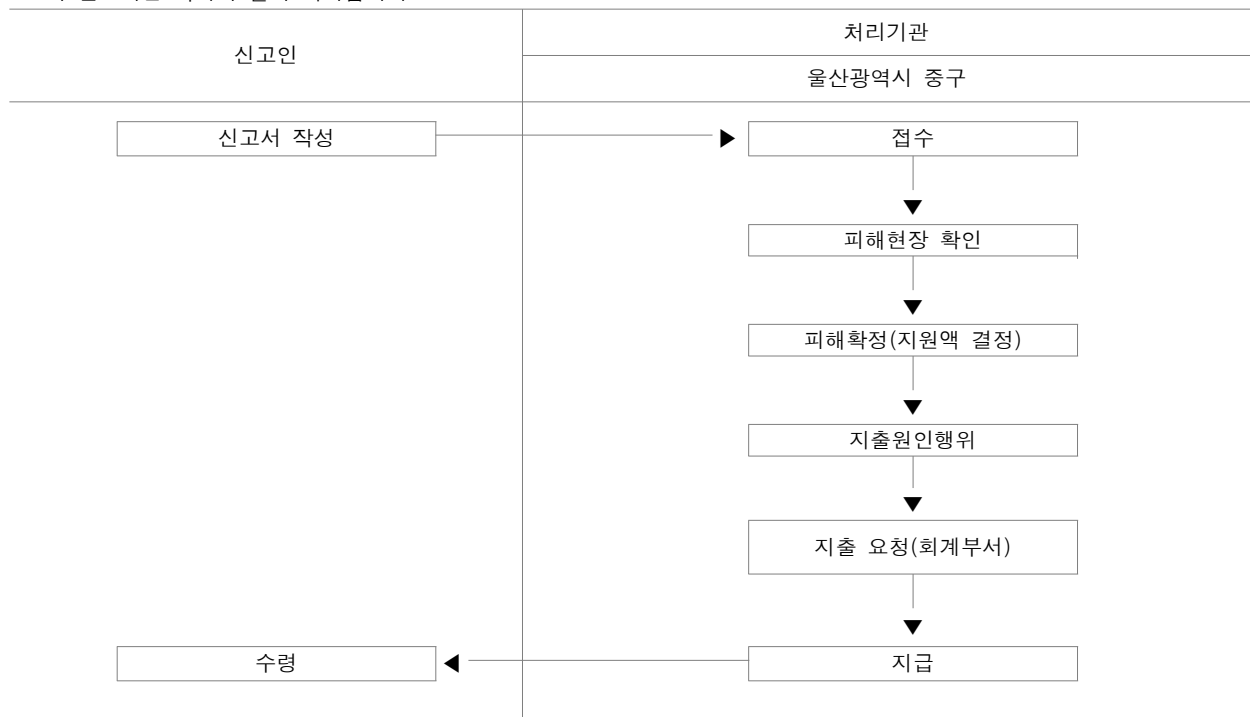 신고인
처리기관
울산광역시 중구
신고서 작성
접수
피해현장 확인
피해확정(지원액 결정)
지출원인행위
지출 요청(회계부서)
수령
지급